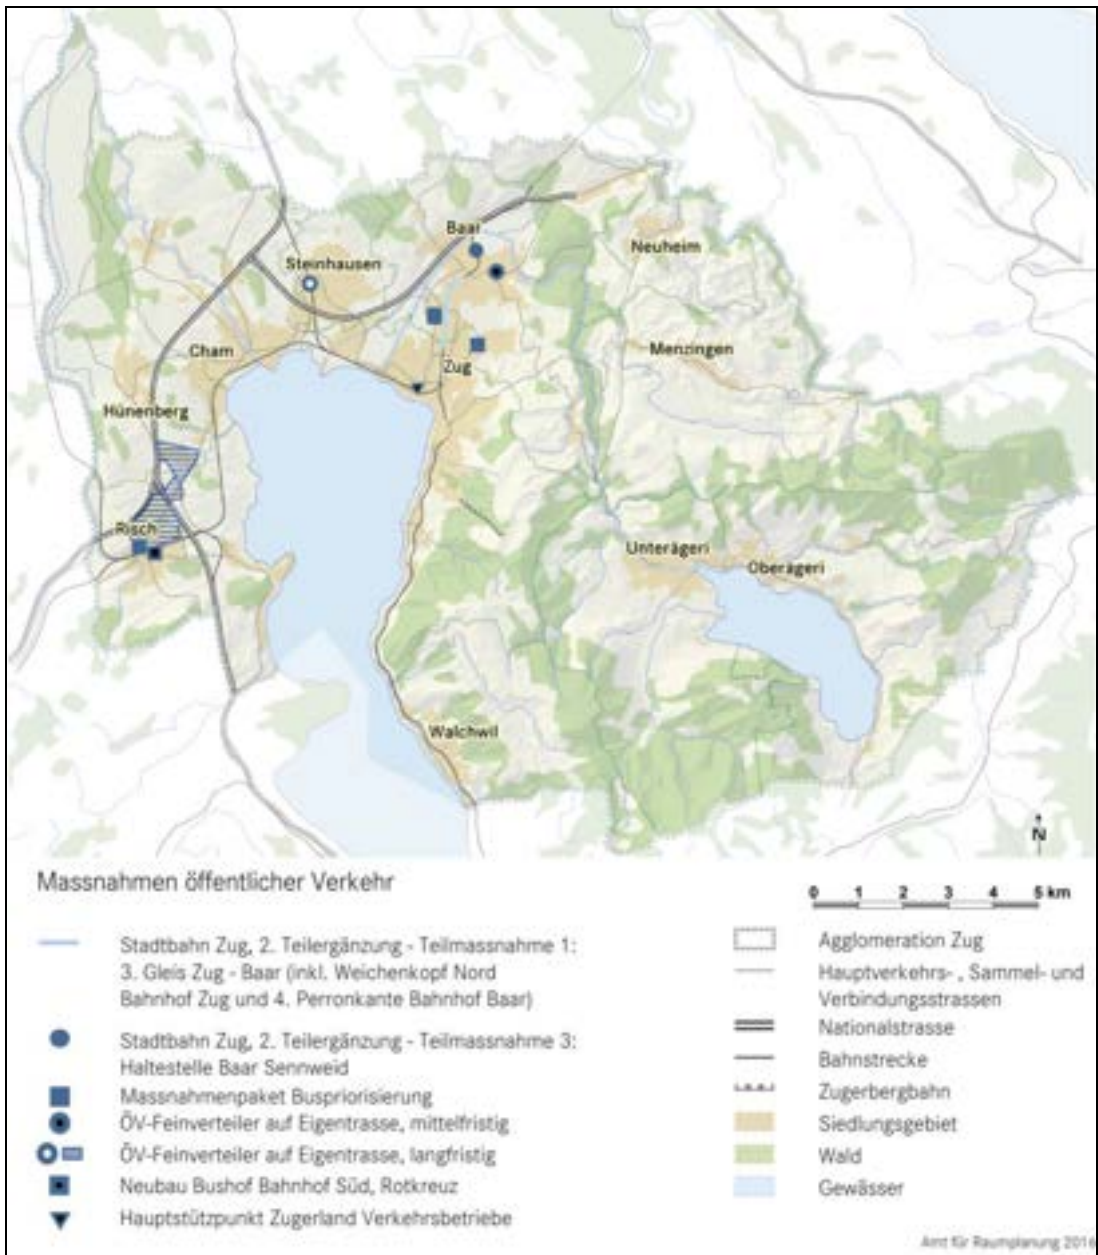 Baar
Neuheim
Steinhausen
Menzingen
Cham
Zug
Hünenberg
Risch
Unterägeri
Oberägeri
Walchwil
N
Massnahmen öffentlicher Verkehr
0 1 2 3 4 5 km
Stadtbahn Zug, 2. Teilergänzung - Teilmassnahme 1:
3. Gleis Zug - Baar (inkl. Weichenkopf Nord
Bahnhof Zug und 4. Perronkante Bahnhof Baar)
Stadtbahn Zug, 2. Teilergänzung - Teilmassnahme 3:
Haltestelle Baar Sennweid
Massnahmenpaket Buspriorisierung
ÖV-Feinverteiler auf Eigentrasse, mittelfristig
ÖV-Feinverteiler auf Eigentrasse, langfristig
Neubau Bushof Bahnhof Süd, Rotkreuz
Hauptstützpunkt Zugerland Verkehrsbetriebe
Agglomeration Zug
Hauptverkehrs- , Sammel- und
Verbindungsstrassen
Nationalstrasse
Bahnstrecke
Zugerbergbahn
Siedlungsgebiet
Wald
Gewässer
Amt für Raumplanung 2016